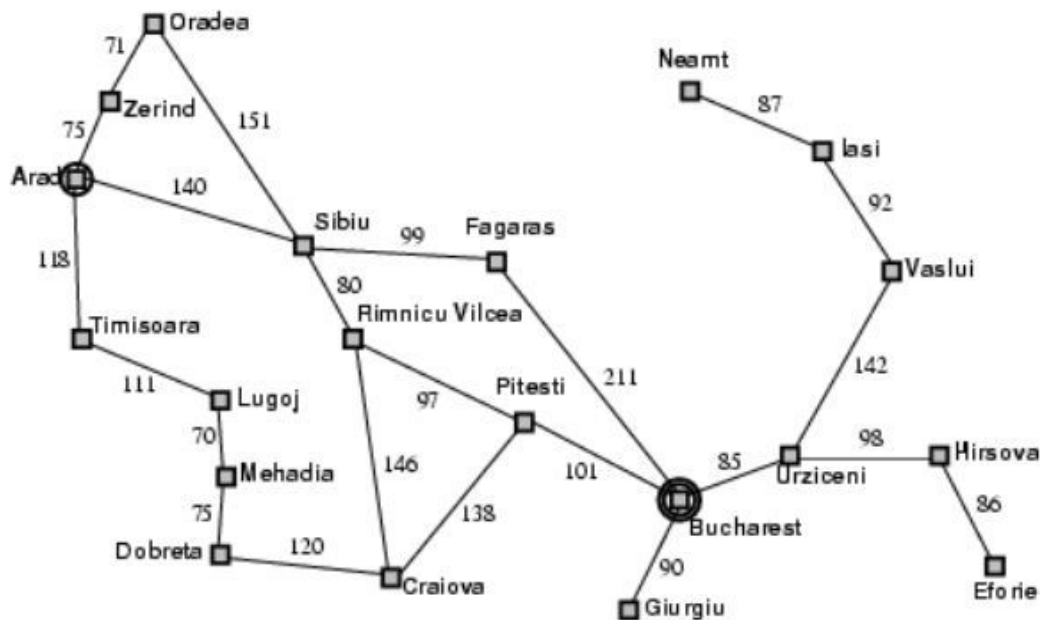 Oradea
71
Neamt
87
Zerind
75
151
Iasi
Arad
140
92
Sibiu
Fagaras
99
118
Vaslui
80
Timisoara
Rimnicu Vilcea
142
111
211
Lugoj
97
Pitesti
70
98
Hirsova
146
85
Mehadia
101
Urziceni
86
75
138
Bucharest
Dobreta
120
90
Craiova
Eforie
Giurgiu